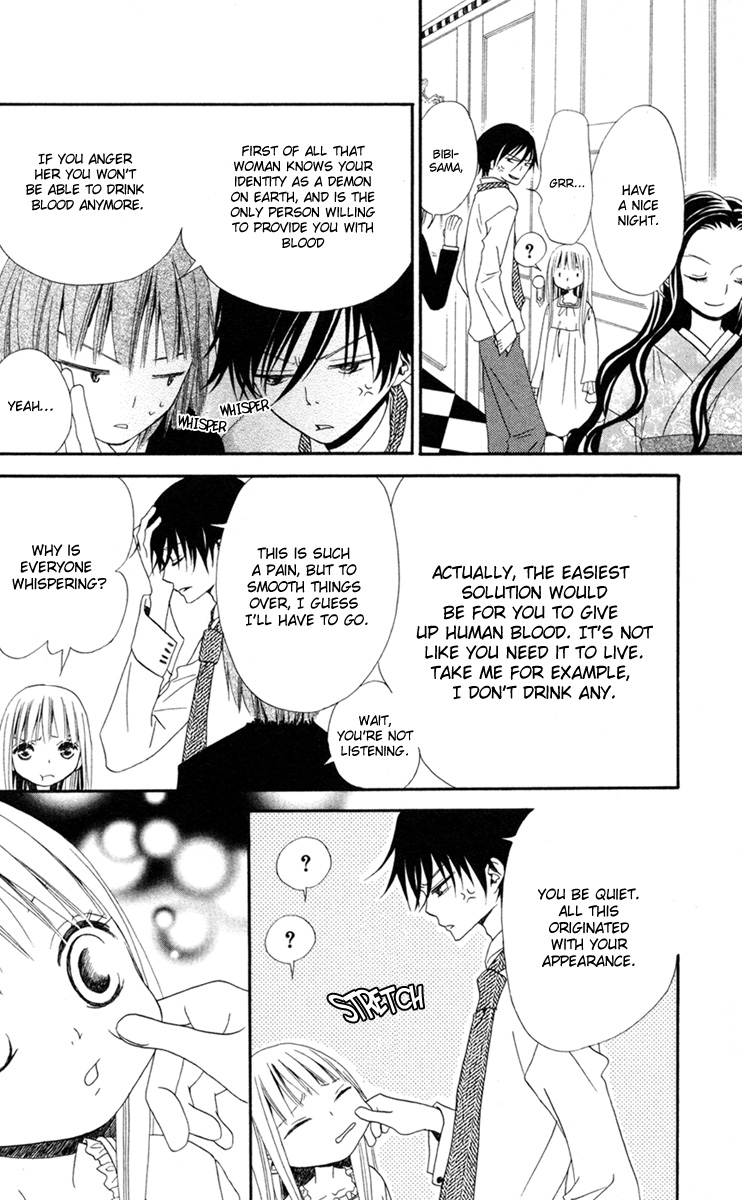 HAVE
A NICE
NIGHT.
GRR...
?
BIBI-
SAMA,
FIRST OF ALL THAT
WOMAN KNOWS YOUR
IDENTITY AS A DEMON
ON EARTH, AND IS THE
ONLY PERSON WILLING
TO PROVIDE YOU WITH
BLOOD
IF YOU ANGER
HER YOU WON'T
BE ABLE TO DRINK
BLOOD ANYMORE.
WHISPER
WHISPER
YEAH...
ACTUALLY, THE EASIEST
SOLUTION WOULD
BE FOR YOU TO GIVE
UP HUMAN BLOOD. IT'S NOT
LIKE YOU NEED IT TO LIVE.
TAKE ME FOR EXAMPLE,
I DON'T DRINK ANY.
THIS IS SUCH
A PAIN, BUT TO
SMOOTH THINGS
OVER, I GUESS
I'LL HAVE TO GO.
WAIT,
YOU'RE NOT
LISTENING.
WHY IS
EVERYONE
WHISPERING?
YOU BE QUIET.
ALL THIS
ORIGINATED
WITH YOUR
APPEARANCE.
?
?
STRETCH